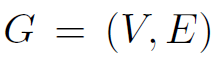 G = (V, E)